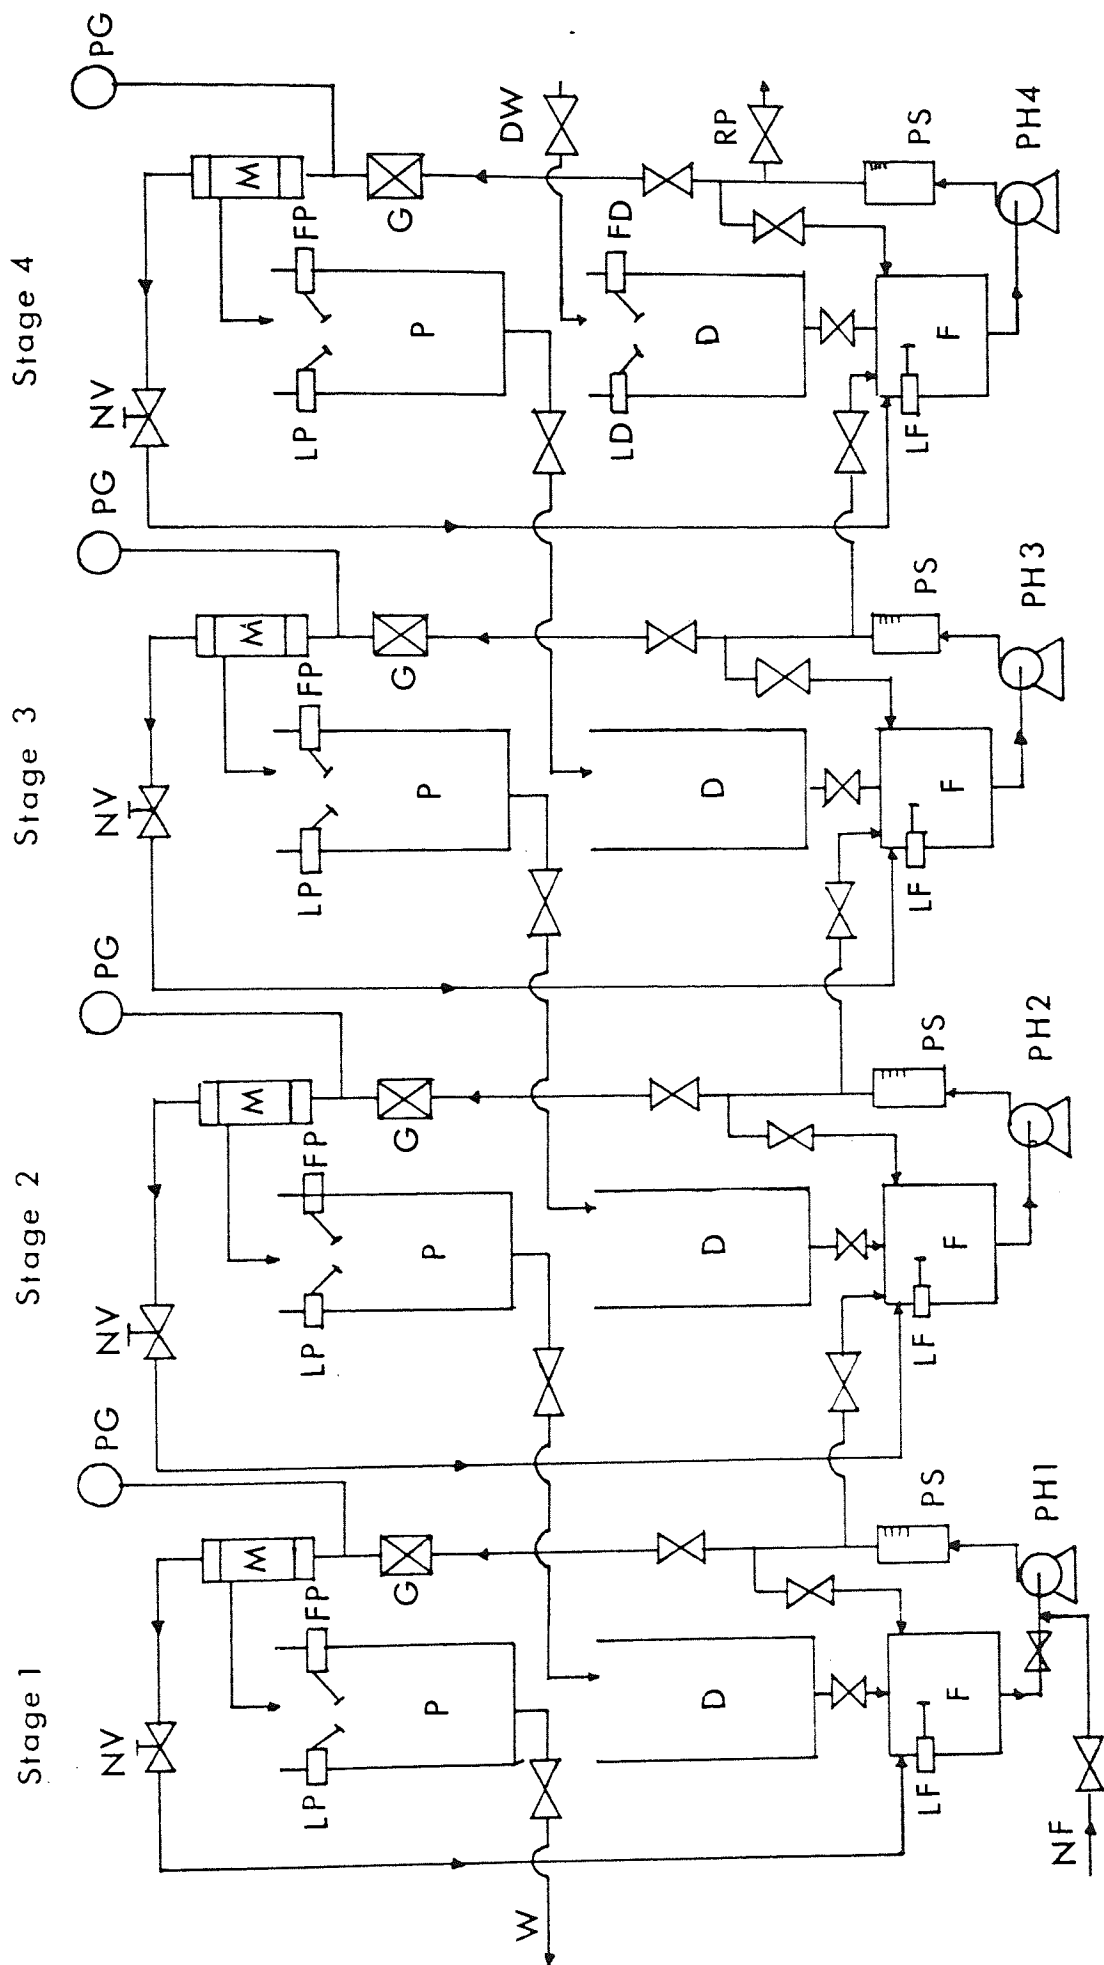 Stage 1 Stage 2 Stage 3 Stage 4
NV PG NV PG NV PG NV PG
M M M M
LP FP LP FP LP FP LP FP
G G G G
P P P P
W DW
LD FD
D D D D
RP
LF F PS LF F PS LF F PS LF F PS
PH1 PH2 PH3 PH4
NF